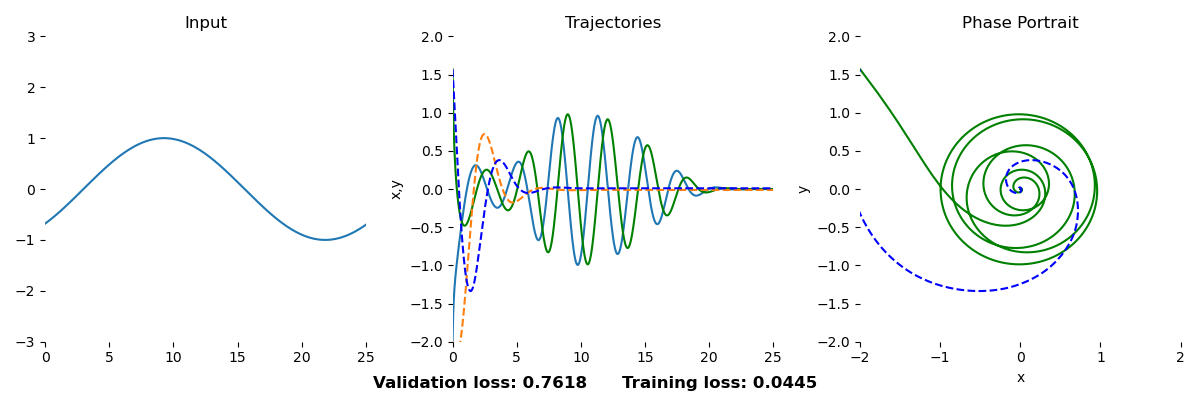 Input
3
2
1
0
−1
−2
−3
0 5 10 15 20 25
Trajectories
x,y
2.0
1.5
1.0
0.5
0.0
−0.5
−1.0
−1.5
−2.0
0 5 10 15 20 25
Phase Portrait
y
2.0
1.5
1.0
0.5
0.0
−0.5
−1.0
−1.5
−2.0
−2 −1 0 1 2
x
Validation loss: 0.7618 Training loss: 0.0445